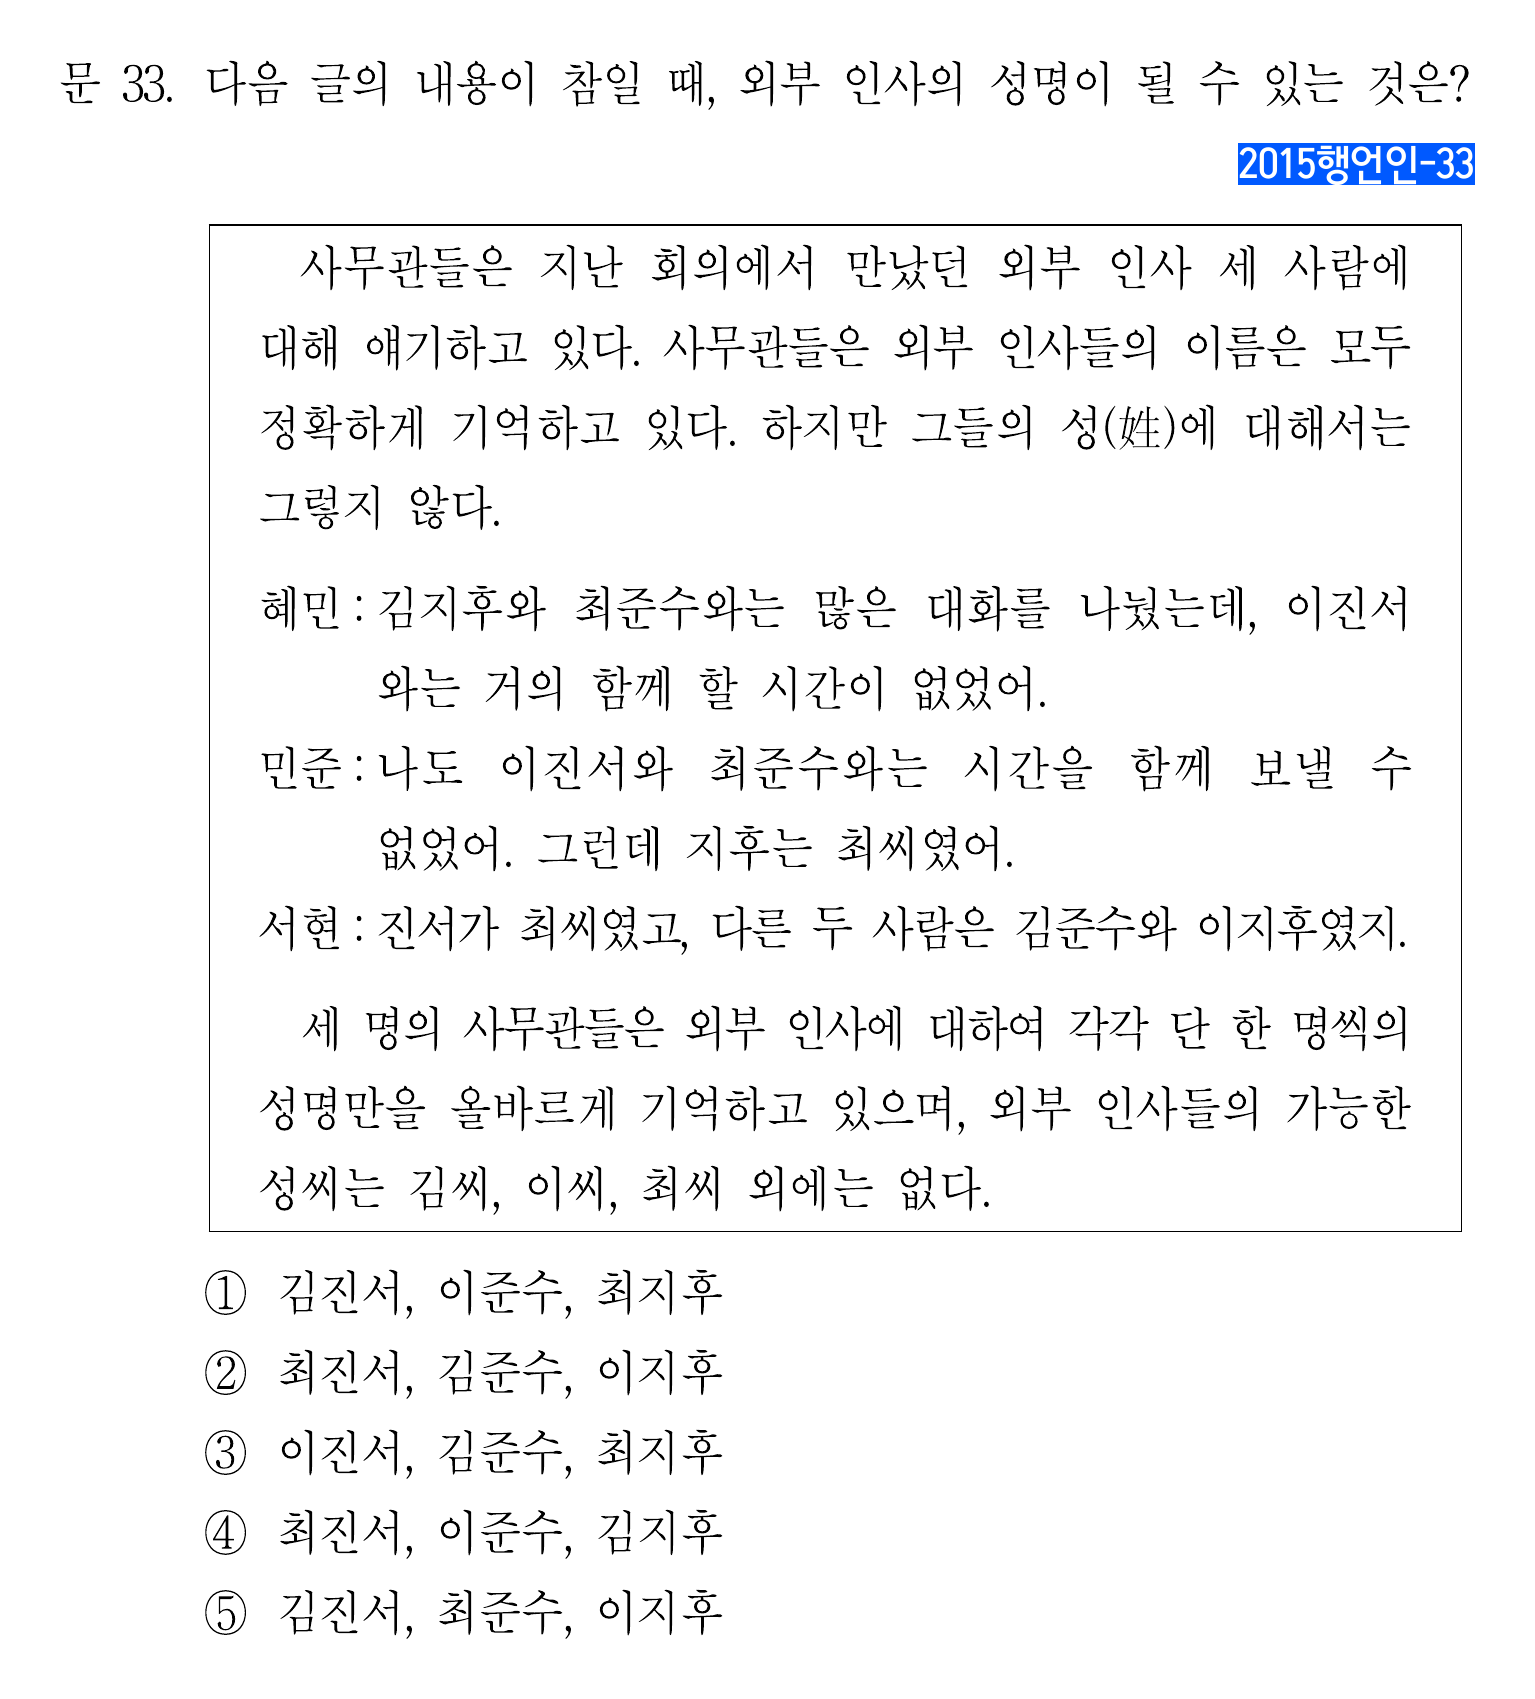 문 33. 다음 글의 내용이 참일 때, 외부 인사의 성명이 될 수 있는 것은?
2015행언인-33
사무관들은 지난 회의에서 만났던 외부 인사 세 사람에
대해 얘기하고 있다. 사무관들은 외부 인사들의 이름은 모두
정확하게 기억하고 있다. 하지만 그들의 성(姓)에 대해서는
그렇지 않다.
혜민 : 김지후와 최준수와는 많은 대화를 나눴는데, 이진서
와는 거의 함께 할 시간이 없었어.
민준 : 나도 이진서와 최준수와는 시간을 함께 보낼 수
없었어. 그런데 지후는 최씨였어.
서현 : 진서가 최씨였고, 다른 두 사람은 김준수와 이지후였지.
세 명의 사무관들은 외부 인사에 대하여 각각 단 한 명씩의
성명만을 올바르게 기억하고 있으며, 외부 인사들의 가능한
성씨는 김씨, 이씨, 최씨 외에는 없다.
① 김진서, 이준수, 최지후
② 최진서, 김준수, 이지후
③ 이진서, 김준수, 최지후
④ 최진서, 이준수, 김지후
⑤ 김진서, 최준수, 이지후